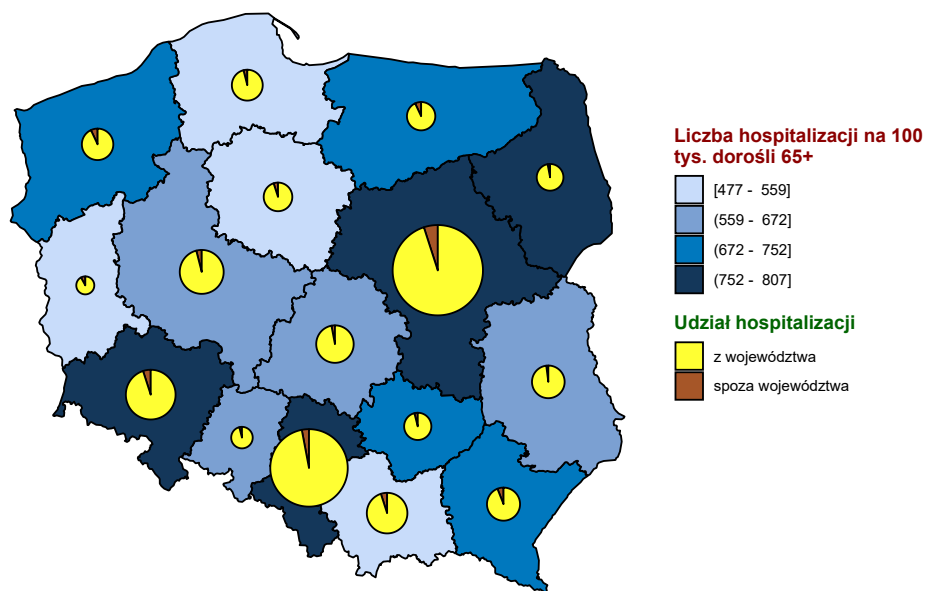 Liczba hospitalizacji na 100
tys. dorośli 65+
[477 - 559]
(559 - 672]
(672 - 752]
(752 - 807]
Udział hospitalizacji
z województwa
spoza województwa